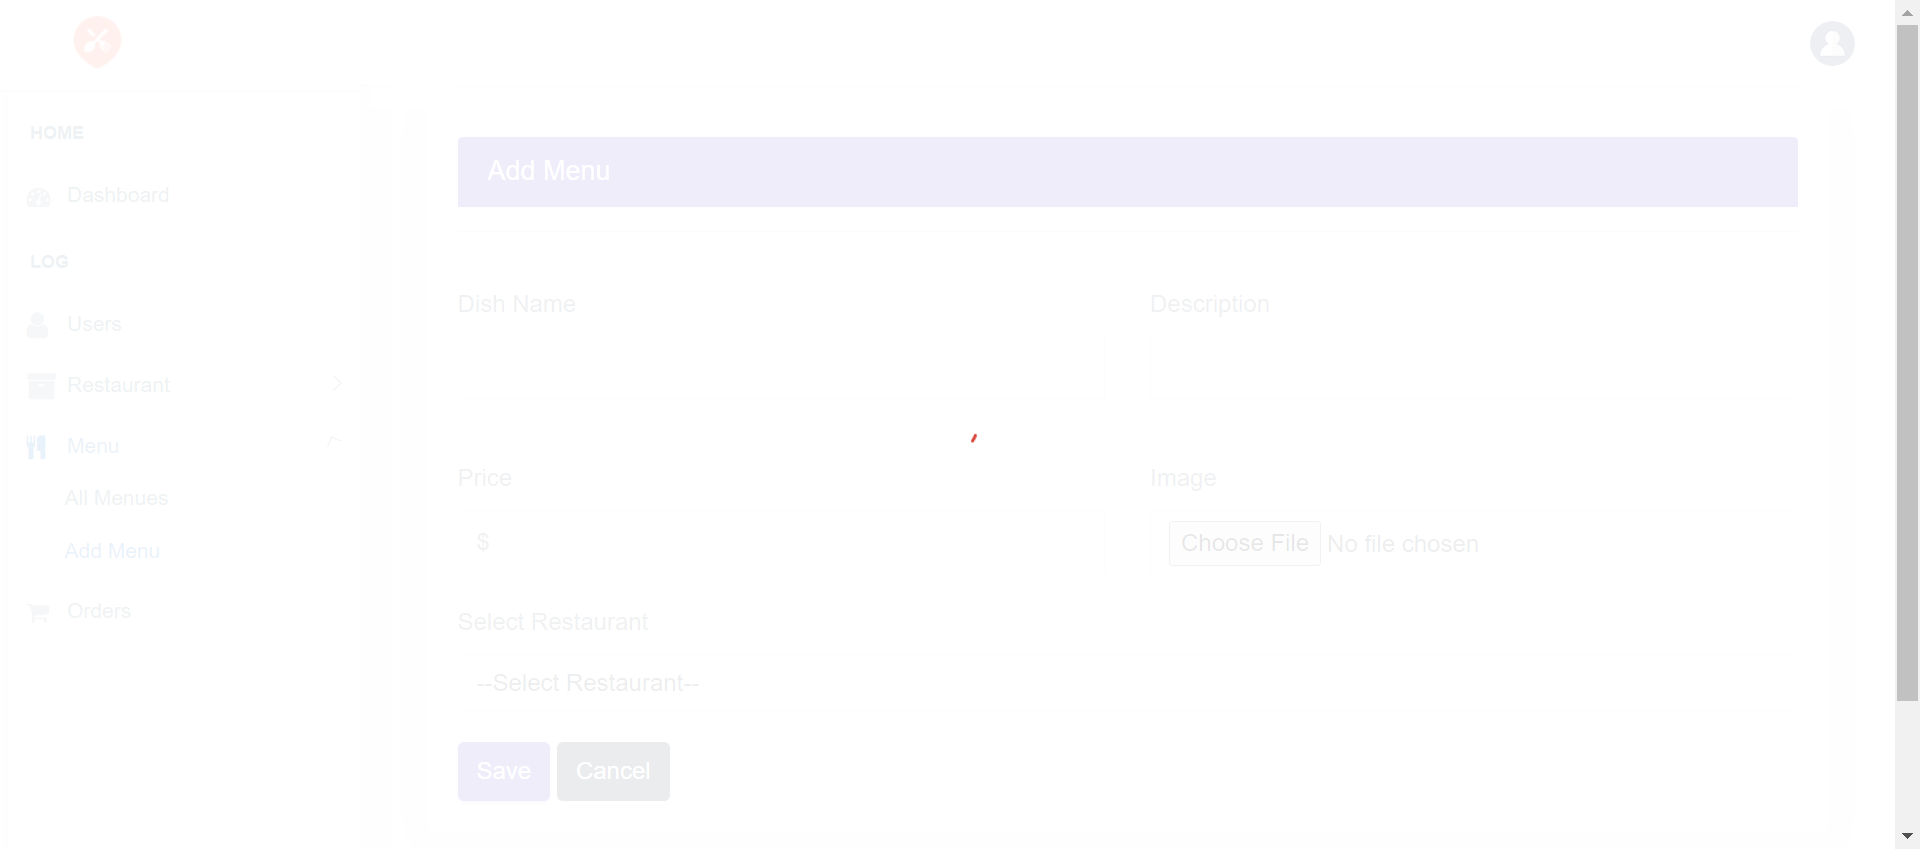 HOME
Dashboard
LOG
Users
Restaurant
Menu
All Menues
Add Menu
Orders
Add Menu
Dish Name
Description
Price
$
Image
Choose File No file chosen
Select Restaurant
--Select Restaurant--
Save Cancel